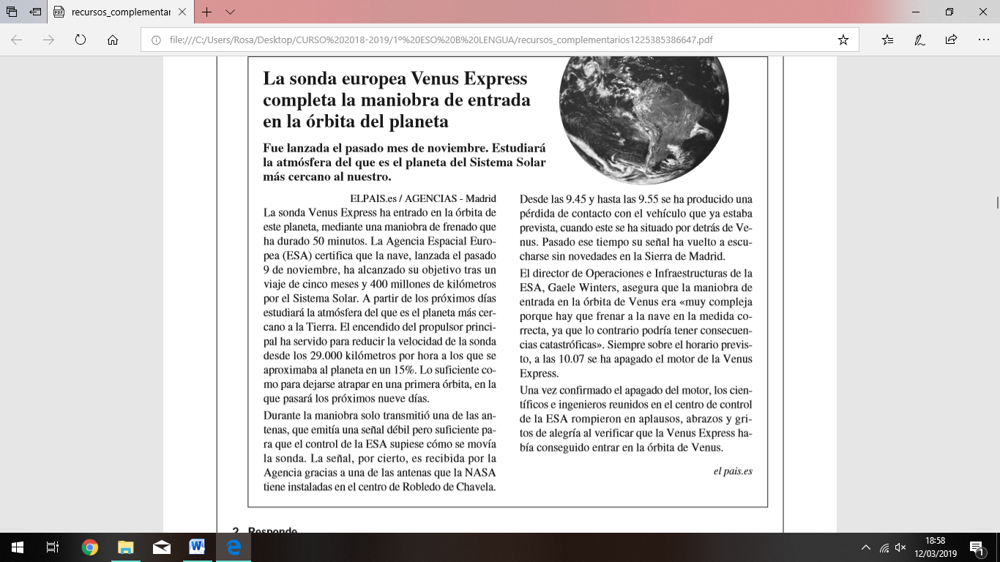 recursos_complementar
file:///C:/Users/Rosa/Desktop/CURSO%202018-2019/1º%20ESO%20B%20LENGUA/recursos_complementarios1225385386647.pdf
La sonda europea Venus Express
completa la maniobra de entrada
en la órbita del planeta
Fue lanzada el pasado mes de noviembre. Estudiará
la atmósfera del que es el planeta del Sistema Solar
más cercano al nuestro.
ELPAIS.es / AGENCIAS - Madrid
La sonda Venus Express ha entrado en la órbita de
este planeta, mediante una maniobra de frenado que
ha durado 50 minutos. La Agencia Espacial Euro-
pea (ESA) certifica que la nave, lanzada el pasado
9 de noviembre, ha alcanzado su objetivo tras un
viaje de cinco meses y 400 millones de kilómetros
por el Sistema Solar. A partir de los próximos días
estudiará la atmósfera del que es el planeta más cer-
cano a la Tierra. El encendido del propulsor princi-
pal ha servido para reducir la velocidad de la sonda
desde los 29.000 kilómetros por hora a los que se
aproximaba al planeta en un 15%. Lo suficiente co-
mo para dejarse atrapar en una primera órbita, en la
que pasará los próximos nueve días.
Durante la maniobra solo transmitió una de las an-
tenas, que emitía una señal débil pero suficiente pa-
ra que el control de la ESA supiese cómo se movía
la sonda. La señal, por cierto, es recibida por la
Agencia gracias a una de las antenas que la NASA
tiene instaladas en el centro de Robledo de Chavela.
Desde las 9.45 y hasta las 9.55 se ha producido una
pérdida de contacto con el vehículo que ya estaba
prevista, cuando este se ha situado por detrás de Ve-
nus. Pasado ese tiempo su señal ha vuelto a escu-
charse sin novedades en la Sierra de Madrid.
El director de Operaciones e Infraestructuras de la
ESA, Gaele Winters, asegura que la maniobra de
entrada en la órbita de Venus era «muy compleja
porque hay que frenar a la nave en la medida co-
rrecta, ya que lo contrario podría tener consecuen-
cias catastróficas». Siempre sobre el horario previs-
to, a las 10.07 se ha apagado el motor de la Venus
Express.
Una vez confirmado el apagado del motor, los cien-
tíficos e ingenieros reunidos en el centro de control
de la ESA rompieron en aplausos, abrazos y gri-
tos de alegría al verificar que la Venus Express ha-
bía conseguido entrar en la órbita de Venus.
el pais.es
2 Responde
18:58
12/03/2019
1